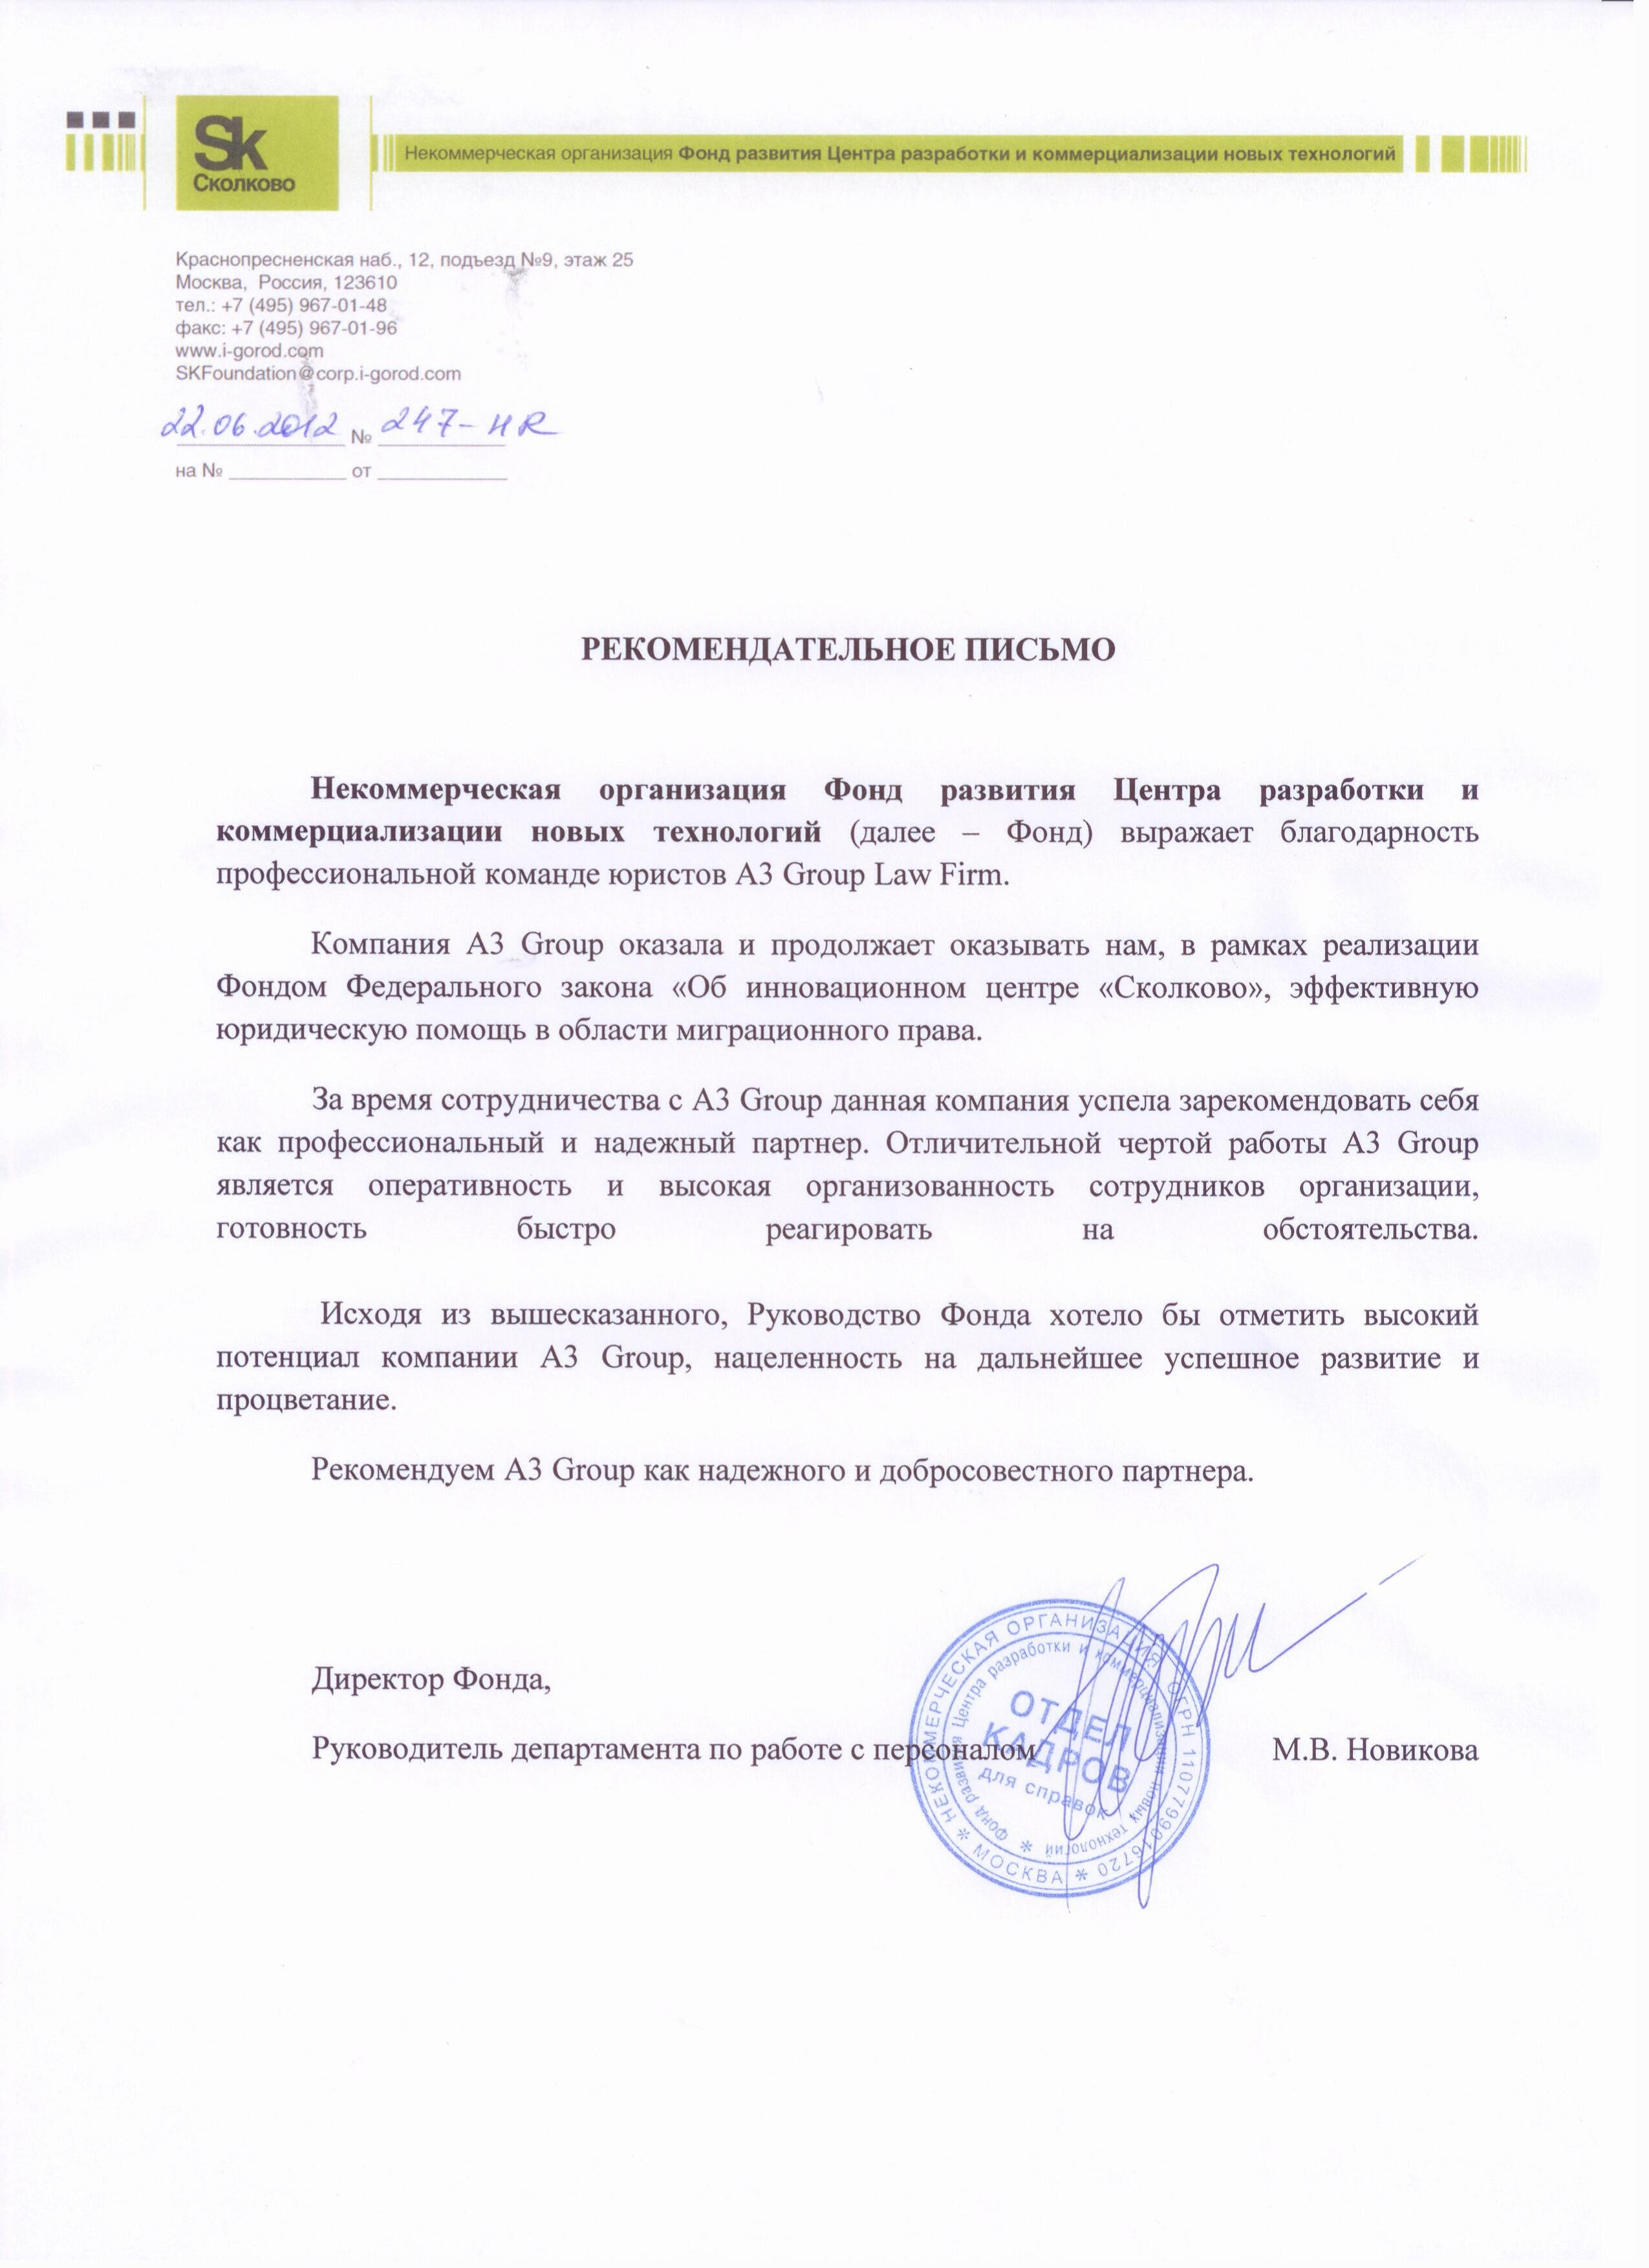 Sk
Сколково
Некоммерческая организация Фонд развития Центра разработки и коммерциализации новых технологий
Краснопресненская наб., 12, подъезд №9, этаж 25
Москва, Россия, 123610
тел.: +7 (495) 967-01-48
факс: +7 (495) 967-01-96
www.i-gorod.com
SKFoundation@corp.i-gorod.com
22.06.2012 № 247-HR
на № ___________ от ____________
РЕКОМЕНДАТЕЛЬНОЕ ПИСЬМО
Некоммерческая организация Фонд развития Центра разработки и
коммерциализации новых технологий (далее – Фонд) выражает благодарность
профессиональной команде юристов A3 Group Law Firm.
Компания A3 Group оказала и продолжает оказывать нам, в рамках реализации
Фондом Федерального закона «Об инновационном центре «Сколково», эффективную
юридическую помощь в области миграционного права.
За время сотрудничества с A3 Group данная компания успела зарекомендовать себя
как профессиональный и надежный партнер. Отличительной чертой работы A3 Group
является оперативность и высокая организованность сотрудников организации,
готовность быстро реагировать на обстоятельства.
Исходя из вышесказанного, Руководство Фонда хотело бы отметить высокий
потенциал компании A3 Group, нацеленность на дальнейшее успешное развитие и
процветание.
Рекомендуем A3 Group как надежного и добросовестного партнера.
Директор Фонда,
Руководитель департамента по работе с персоналом М.В. Новикова
НЕКОММЕРЧЕСКАЯ ОРГАНИЗАЦИЯ ОГРН 1107799016720 * МОСКВА *
Фонд развития Центра разработки и коммерциализации новых технологий *
ОТДЕЛ
КАДРОВ
для справок